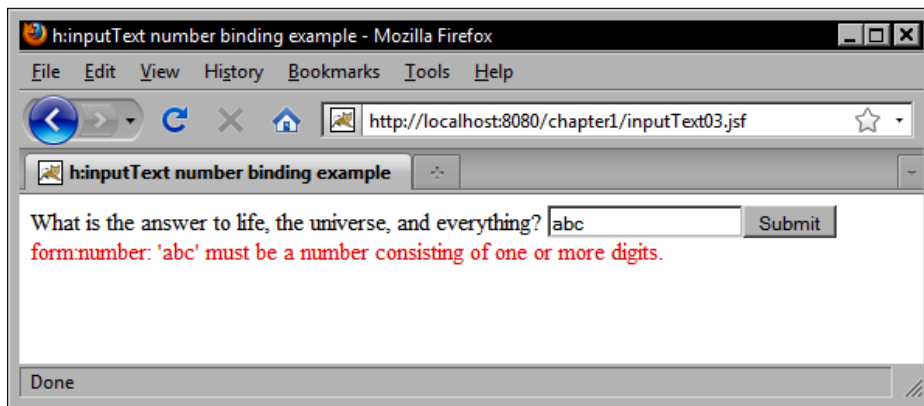 h:inputText number binding example - Mozilla Firefox
File Edit View History Bookmarks Tools Help
http://localhost:8080/chapter1/inputText03.jsf
h:inputText number binding example
What is the answer to life, the universe, and everything? abc Submit
form:number: 'abc' must be a number consisting of one or more digits.
Done